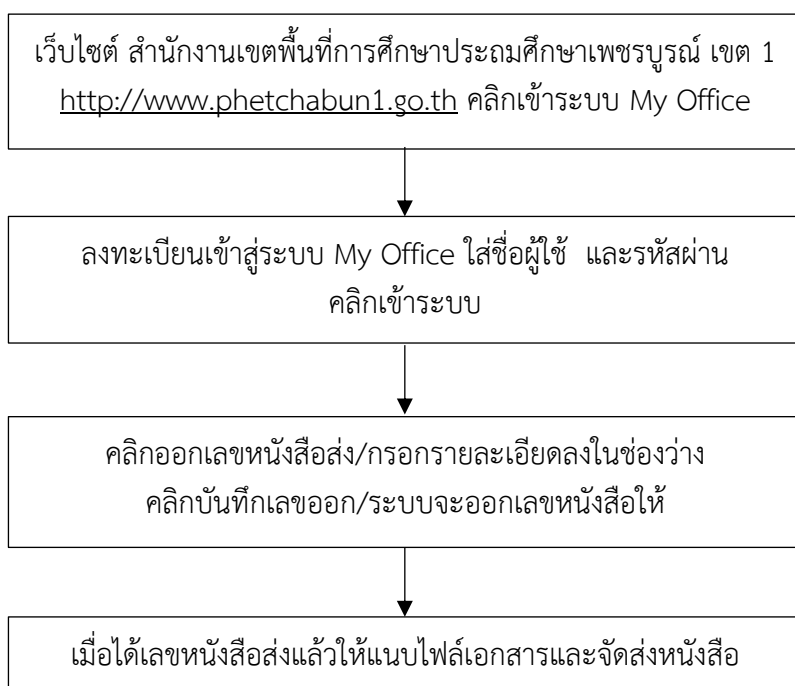 เว็บไซต์ สำนักงานเขตพื้นที่การศึกษาประถมศึกษาเพชรบูรณ์ เขต 1
http://www.phetchabun1.go.th คลิกเข้าระบบ My Office
ลงทะเบียนเข้าสู่ระบบ My Office ใส่ชื่อผู้ใช้ และรหัสผ่าน
คลิกเข้าระบบ
คลิกออกเลขหนังสือส่ง/กรอกรายละเอียดลงในช่องว่าง
คลิกบันทึกเลขออก/ระบบจะออกเลขหนังสือให้
เมื่อได้เลขหนังสือส่งแล้วให้แนบไฟล์เอกสารและจัดส่งหนังสือ